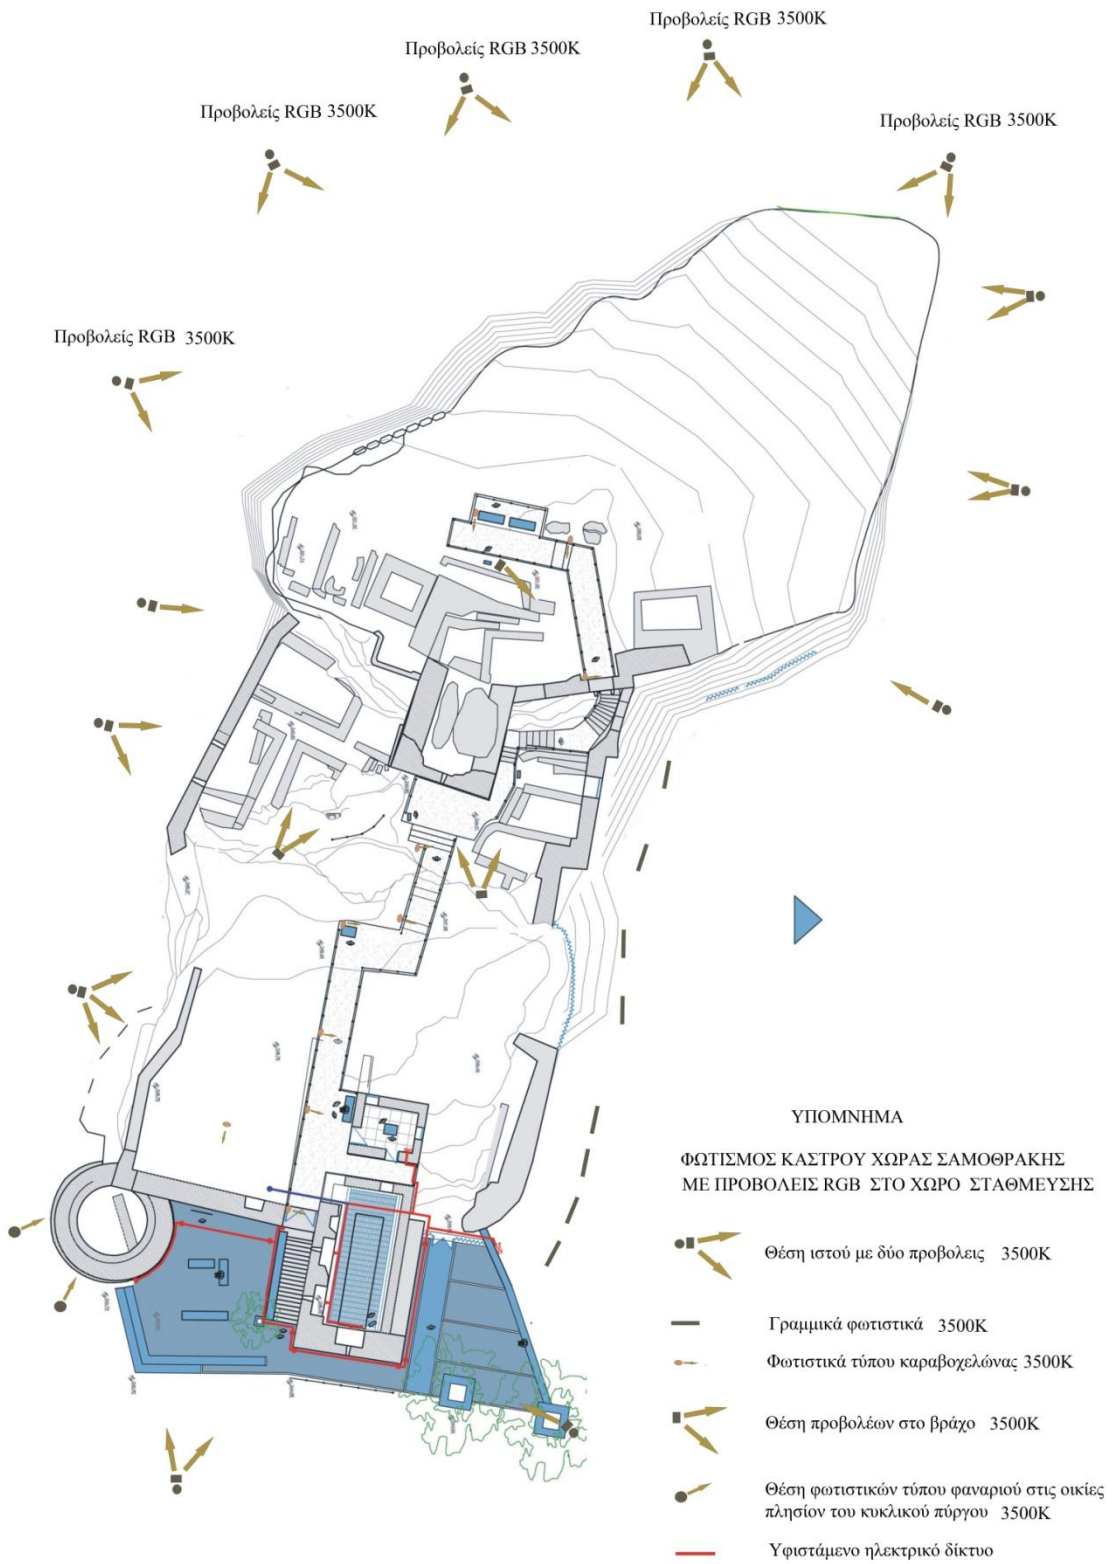 Προβολείς RGB 3500K
Προβολείς RGB 3500K
Προβολείς RGB 3500K
Προβολείς RGB 3500K
Προβολείς RGB 3500K
ΥΠΟΜΝΗΜΑ
ΦΩΤΙΣΜΟΣ ΚΑΣΤΡΟΥ ΧΩΡΑΣ ΣΑΜΟΘΡΑΚΗΣ
ΜΕ ΠΡΟΒΟΛΕΙΣ RGB ΣΤΟ ΧΩΡΟ ΣΤΑΘΜΕΥΣΗΣ
Θέση ιστού με δύο προβολεις 3500K
Γραμμικά φωτιστικά 3500K
Φωτιστικά τύπου καραβοχελώνας 3500K
Θέση προβολέων στο βράχο 3500K
Θέση φωτιστικών τύπου φαναριού στις οικίες
πλησίον του κυκλικού πύργου 3500K
Υφιστάμενο ηλεκτρικό δίκτυο